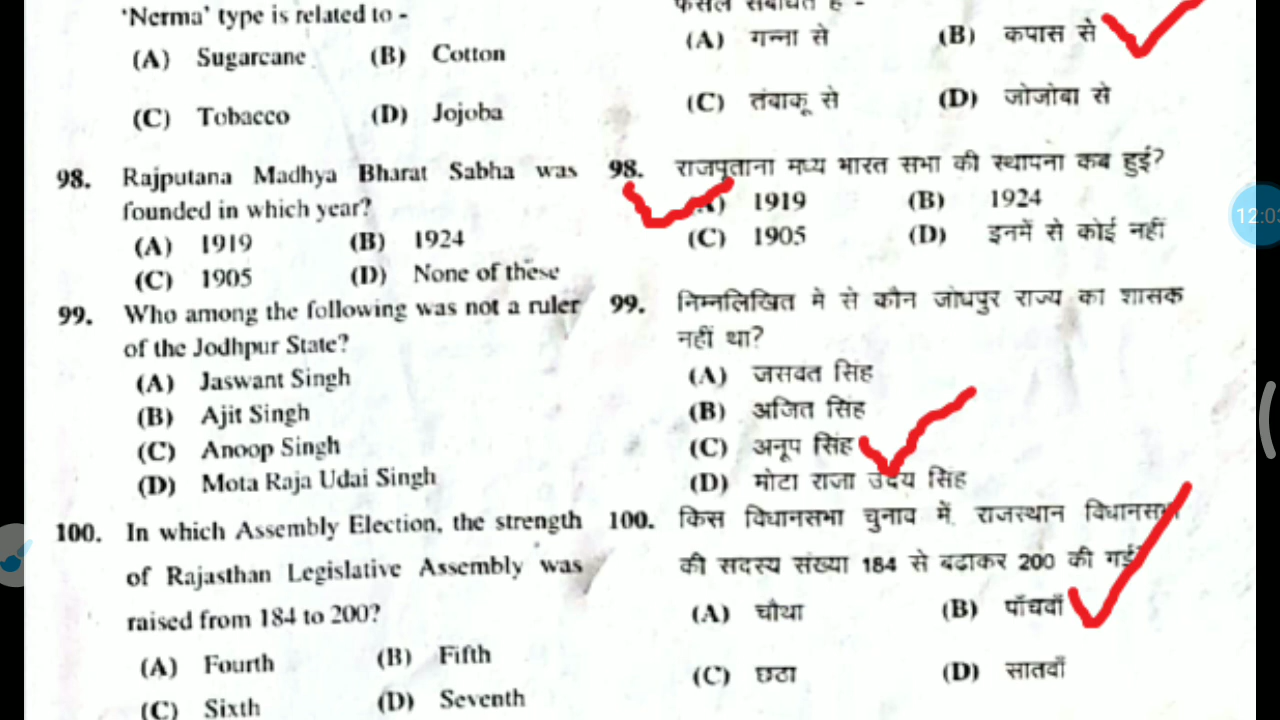 'Nerma' type is related to -
(A) Sugarcane (B) Cotton
(C) Tobacco (D) Jojoba
98. Rajputana Madhya Bharat Sabha was
founded in which year?
(A) 1919 (B) 1924
(C) 1905 (D) None of these
99. Who among the following was not a ruler
of the Jodhpur State?
(A) Jaswant Singh
(B) Ajit Singh
(C) Anoop Singh
(D) Mota Raja Udai Singh
100. In which Assembly Election, the strength
of Rajasthan Legislative Assembly was
raised from 184 to 200?
(A) Fourth (B) Fifth
(C) Sixth (D) Seventh
(A) गन्ना से (B) कपास से
(C) तंबाकू से (D) जोजोबा से
98. राजपूताना मध्य भारत सभा की स्थापना कब हुई?
1919 (B) 1924
(C) 1905 (D) इनमें से कोई नहीं
99. निम्नलिखित मे से कौन जोधपुर राज्य का शासक
नहीं था?
(A) जसवंत सिंह
(B) अजित सिंह
(C) अनूप सिंह
(D) मोटा राजा उदय सिंह
100. किस विधानसभा चुनाव में राजस्थान विधानसभा
की सदस्य संख्या 184 से बढाकर 200 की गई?
(A) चौथा (B) पाँचवाँ
(C) छटा (D) सातवाँ